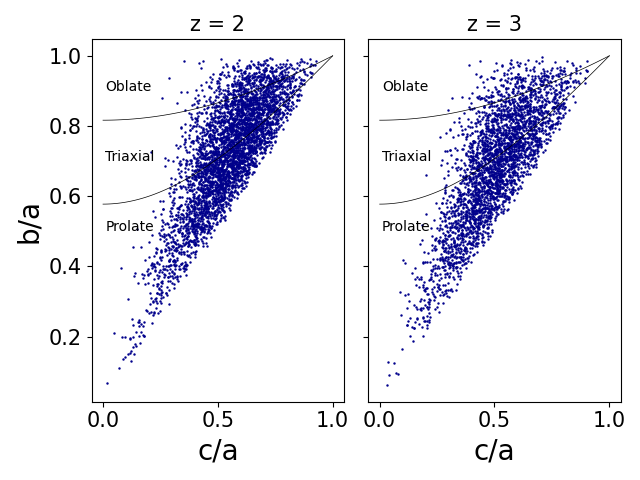 z = 2
z = 3
b/a
1.0
0.8
0.6
0.4
0.2
Oblate
Triaxial
Prolate
Oblate
Triaxial
Prolate
0.0 0.5 1.0
0.0 0.5 1.0
c/a
c/a